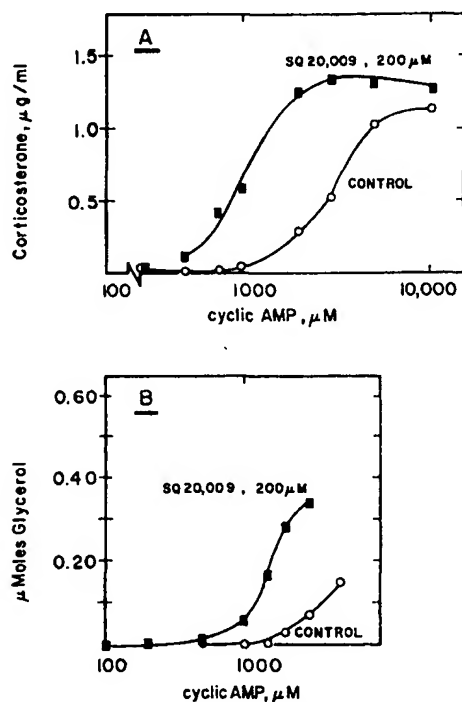 A
SQ 20,009 , 200 μM
1.5
1.0
0.5
CONTROL
Corticosterone, μg/ml
100
1000
10,000
cyclic AMP, μM
B
0.60
0.40
0.20
SQ 20,009 , 200 μM
CONTROL
μMoles Glycerol
100
1000
cyclic AMP, μM